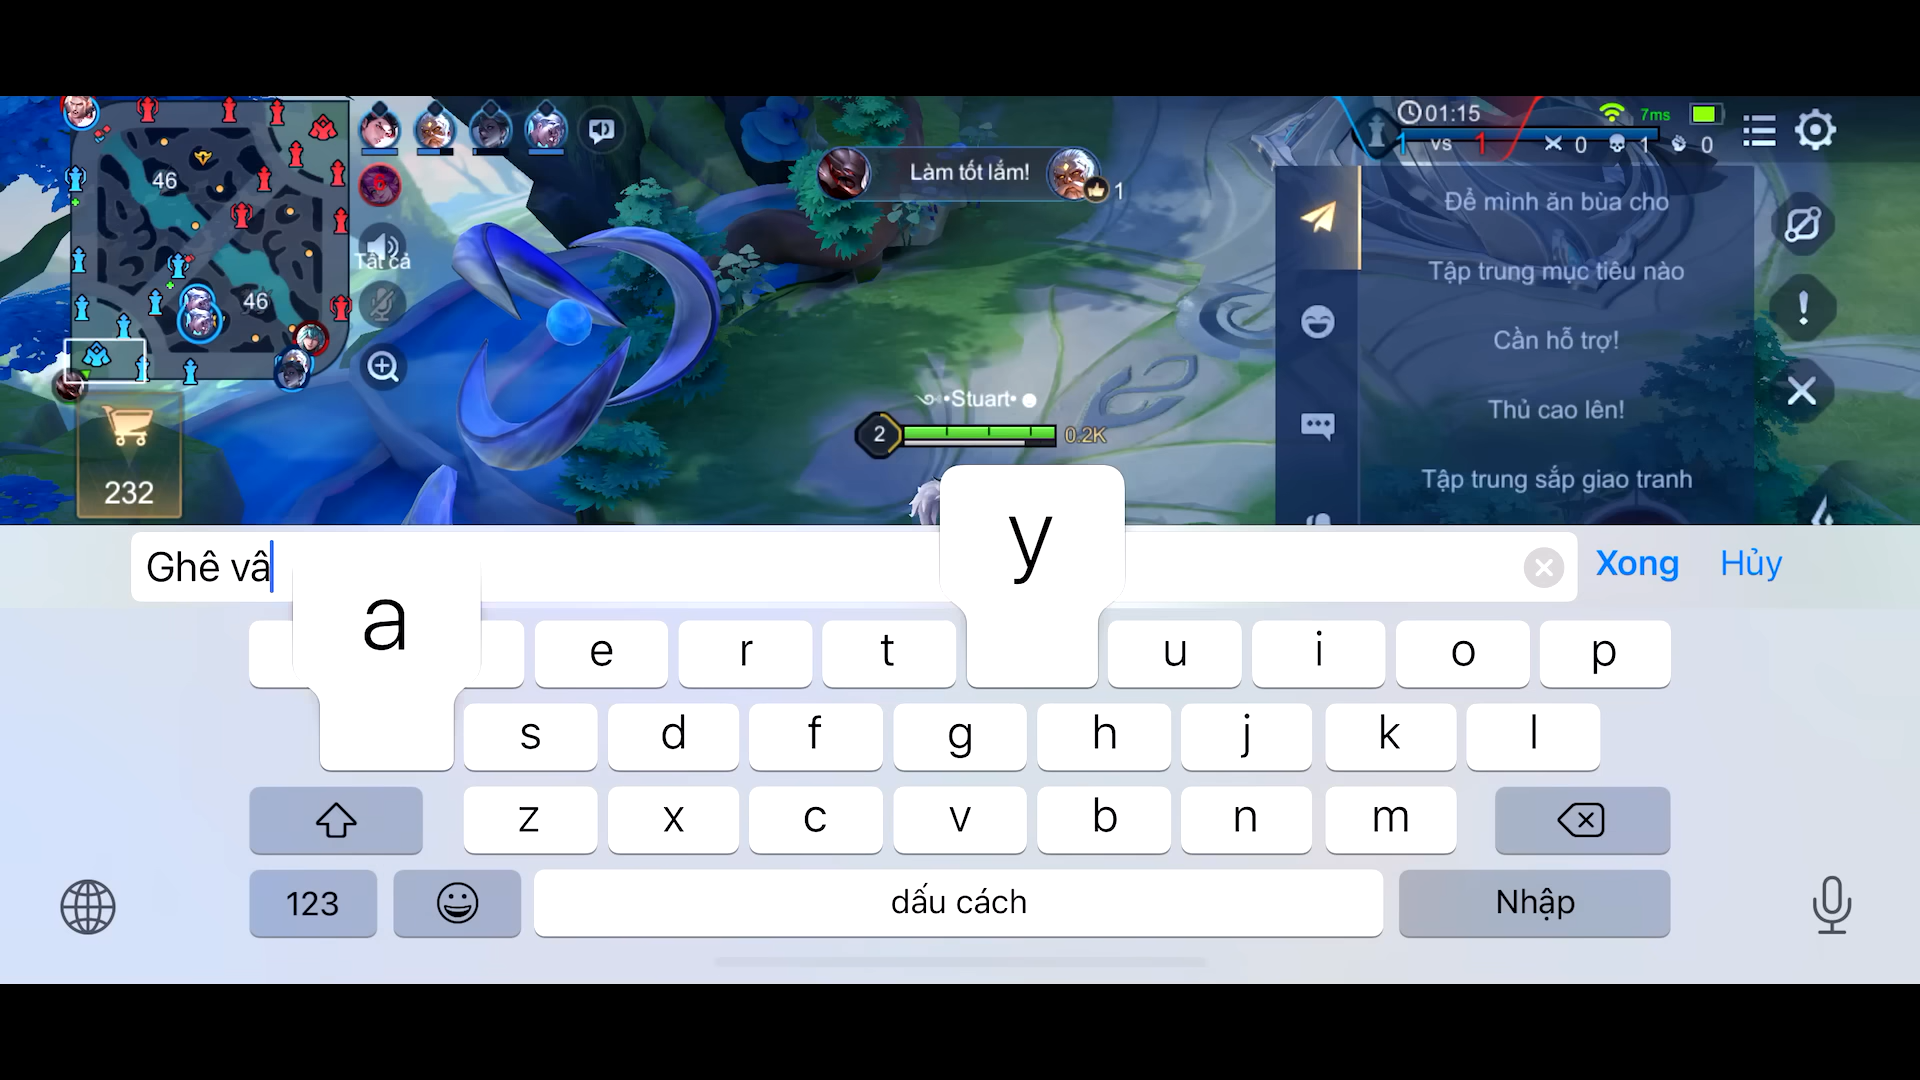 01:15
7ms
1 vs 1
0
1
0
46
46
Tất cả
6
Làm tốt lắm!
1
Để mình ăn bùa cho
Tập trung mục tiêu nào
Cần hỗ trợ!
Thủ cao lên!
Tập trung sắp giao tranh
•Stuart•
2
0.2K
232
Ghê vâ
Xong
Hủy
a
y
e r t u i o p
s d f g h j k l
z x c v b n m
123
dấu cách
Nhập